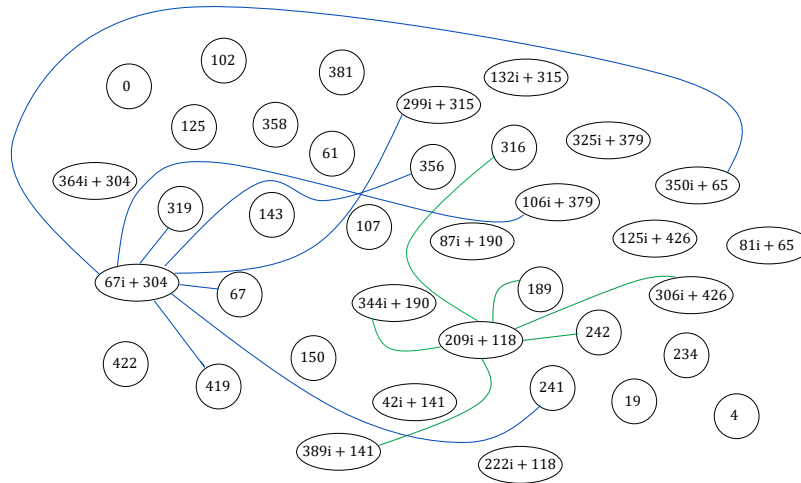 102
381
132i + 315
0
299i + 315
125
358
325i + 379
316
61
356
364i + 304
350i + 65
106i + 379
319
143
107
87i + 190
125i + 426
81i + 65
67i + 304
67
189
306i + 426
344i + 190
209i + 118
242
422
150
234
419
241
42i + 141
19
4
389i + 141
222i + 118